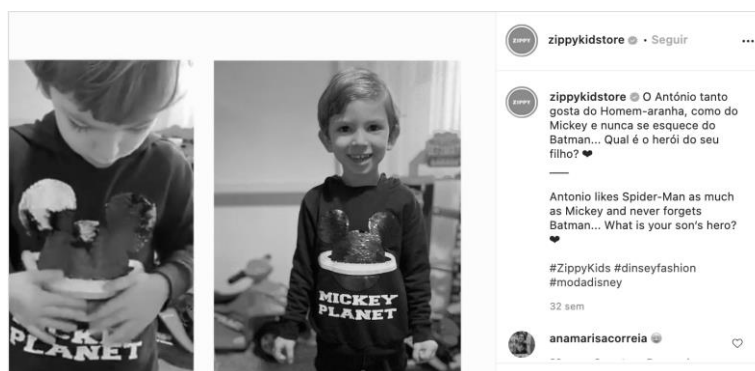 ZIPPY
zippykidstore • Seguir
ZIPPY
zippykidstore O António tanto
gosta do Homem-aranha, como do
Mickey e nunca se esquece do
Batman... Qual é o herói do seu
filho? ❤
Antonio likes Spider-Man as much
as Mickey and never forgets
Batman... What is your son's hero?
❤
#ZippyKids #dinseyfashion
#modadisney
32 sem
anamarisacorreia
PLANET
MICKEY
PLANET